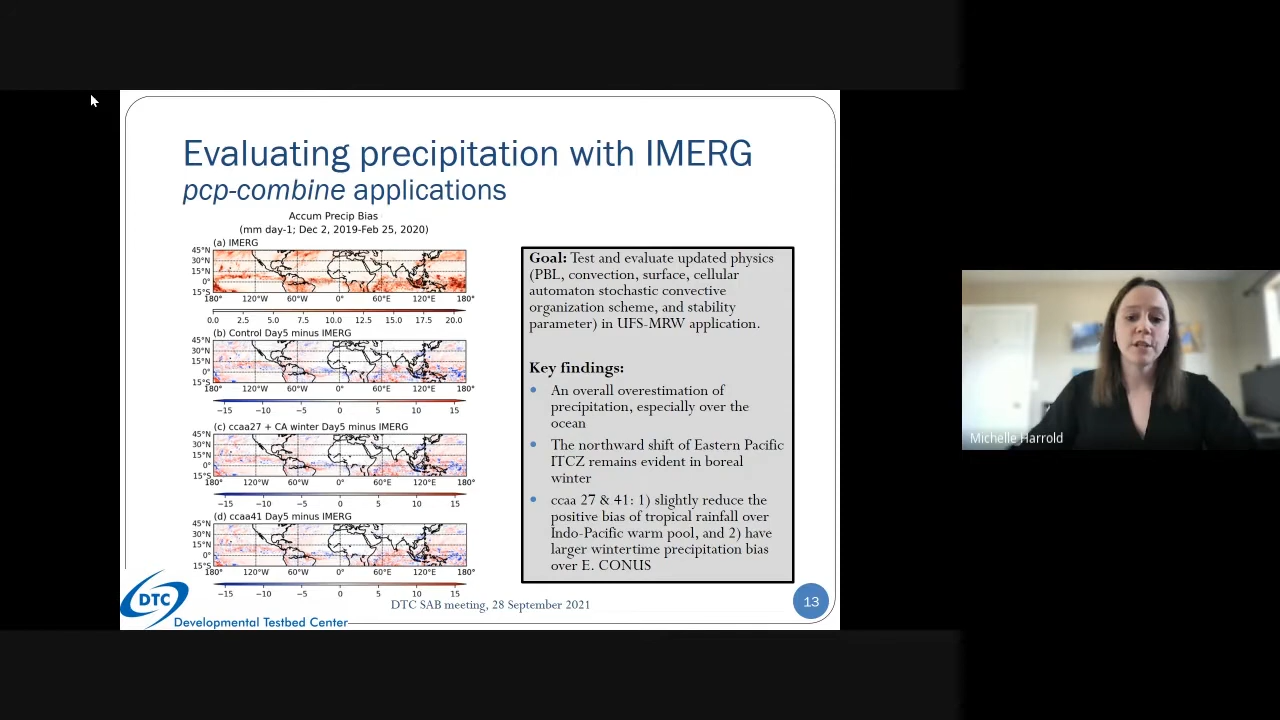 Evaluating precipitation with IMERG
pcp-combine applications
Accum Precip Bias
(mm day-1; Dec 2, 2019-Feb 25, 2020)
(a) IMERG
45°N
30°N
15°N
0°
15°S
180° 120°W 60°W 0° 60°E 120°E 180°
0.0 2.5 5.0 7.5 10.0 12.5 15.0 17.5 20.0
(b) Control Day5 minus IMERG
45°N
30°N
15°N
0°
15°S
180° 120°W 60°W 0° 60°E 120°E 180°
−15 −10 −5 0 5 10 15
(c) ccaa27 + CA winter Day5 minus IMERG
45°N
30°N
15°N
0°
15°S
180° 120°W 60°W 0° 60°E 120°E 180°
−15 −10 −5 0 5 10 15
(d) ccaa41 Day5 minus IMERG
45°N
30°N
15°N
0°
15°S
180° 120°W 60°W 0° 60°E 120°E 180°
−15 −10 −5 0 5 10 15
Goal: Test and evaluate updated physics
(PBL, convection, surface, cellular
automaton stochastic convective
organization scheme, and stability
parameter) in UFS-MRW application.
Key findings:
• An overall overestimation of
precipitation, especially over the
ocean
• The northward shift of Eastern Pacific
ITCZ remains evident in boreal
winter
• ccaa 27 & 41: 1) slightly reduce the
positive bias of tropical rainfall over
Indo-Pacific warm pool, and 2) have
larger wintertime precipitation bias
over E. CONUS
DTC
Developmental Testbed Center
DTC SAB meeting, 28 September 2021
13
Michelle Harrold